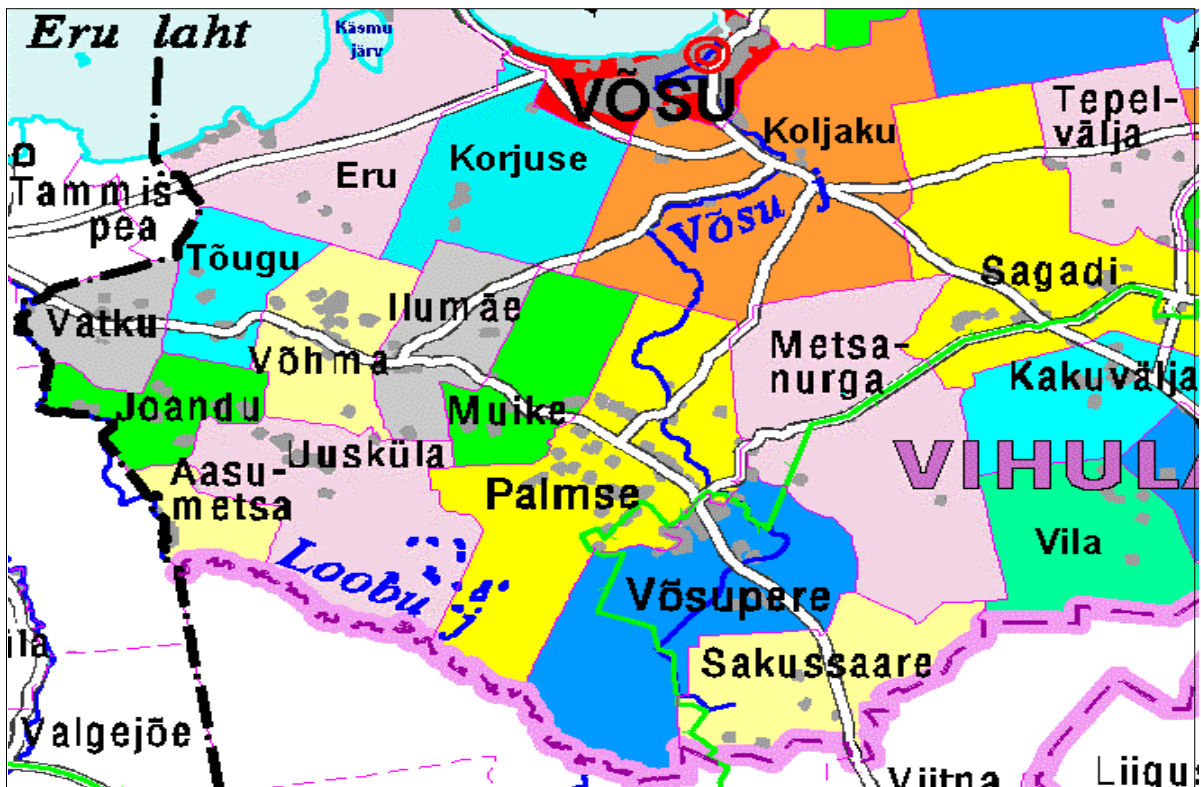 Eru laht
Käsmu
järv
VÕSU
Koljaku
Tepel-
välja
Korjuse
Eru
Tammis-
pea
Võsu j
Tõugu
Sagadi
Ilumäe
Vatku
Võhma
Metsa-
nurga
Kakuvälja
Joandu
Muike
Uusküla
VIHULA
Aasu-
metsa
Palmse
Vila
Loobu j
Võsupere
Sakussaare
Valgejõe
Viitna